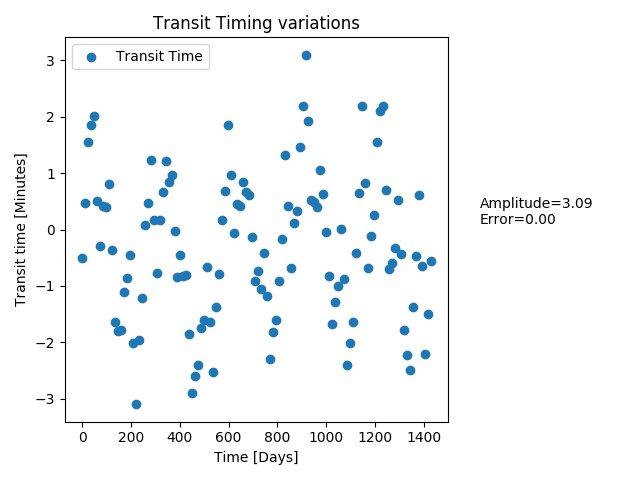 Transit Timing variations
Transit Time
Transit time [Minutes]
3
2
1
0
−1
−2
−3
0 200 400 600 800 1000 1200 1400
Time [Days]
Amplitude=3.09
Error=0.00